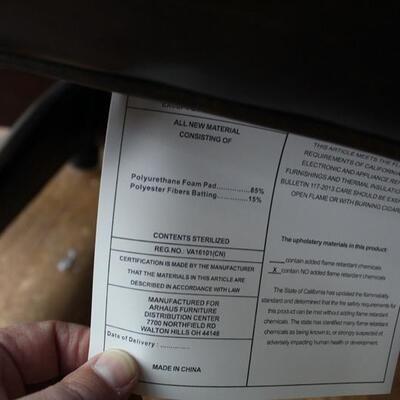 ALL NEW MATERIAL
CONSISTING OF
Polyurethane Foam Pad..............85%
Polyester Fibers Batting.............15%
CONTENTS STERILIZED
REG.NO.: VA16101(CN)
CERTIFICATION IS MADE BY THE MANUFACTURER
THAT THE MATERIALS IN THIS ARTICLE ARE
DESCRIBED IN ACCORDANCE WITH LAW
MANUFACTURED FOR
ARHAUS FURNITURE
DISTRIBUTION CENTER
7700 NORTHFIELD RD
WALTON HILLS OH 44146
Date of Delivery : ............
MADE IN CHINA
THIS ARTICLE MEETS THE
REQUIREMENTS OF CALIFORNIA
ELECTRONIC AND APPLIANCE
FURNISHINGS AND THERMAL
BULLETIN 117-2013 CARE SHOULD BE
OPEN FLAME OR WITH BURNING
The upholstery materials in this product:
contain added flame retardant chemicals
X contain NO added flame retardant chemicals
The State of California has updated the flammability
standard and determined that the fire safety requirements for
this product can be met without adding flame retardant
chemicals. The state has identified many flame retardant
chemicals as being known to, or strongly suspected of,
adversely impacting human health or development.